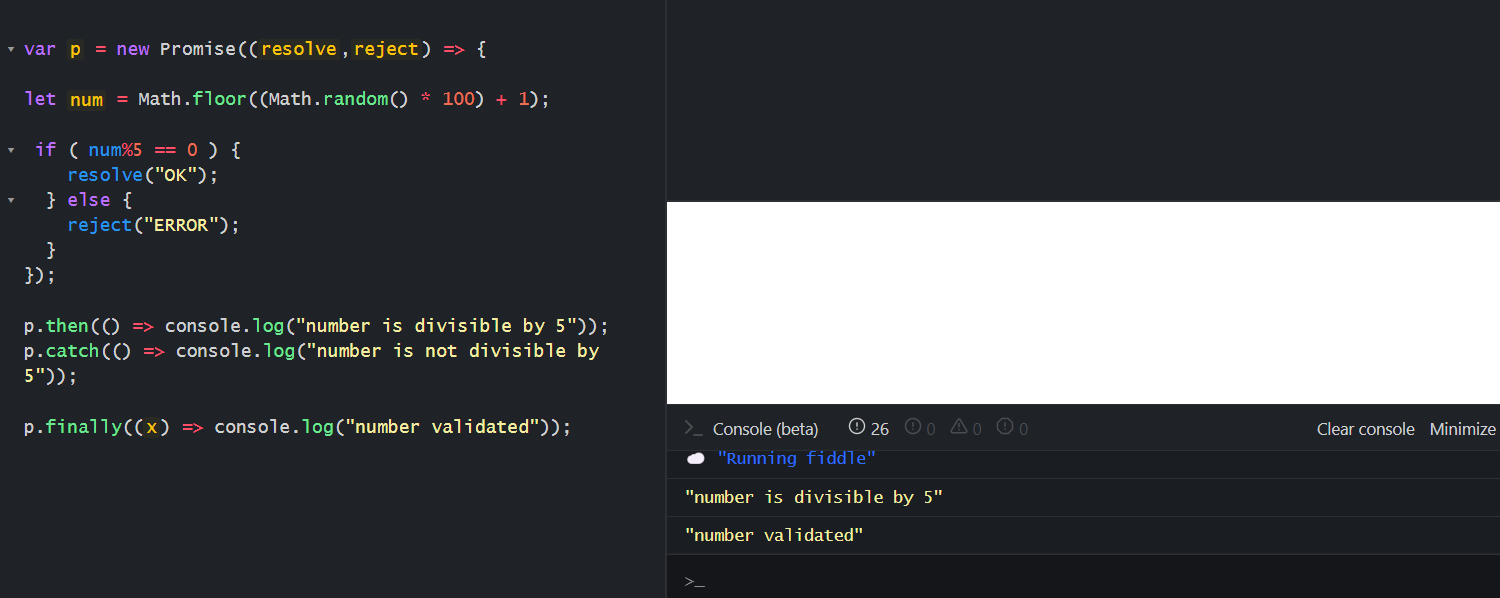 var p = new Promise((resolve,reject) => {
let num = Math.floor((Math.random() * 100) + 1);
if ( num%5 == 0 ) {
resolve("OK");
} else {
reject("ERROR");
}
});
p.then(() => console.log("number is divisible by 5"));
p.catch(() => console.log("number is not divisible by
5"));
p.finally((x) => console.log("number validated"));
>_ Console (beta) 26 0 0 0 Clear console Minimize
"Running fiddle"
"number is divisible by 5"
"number validated"
>_